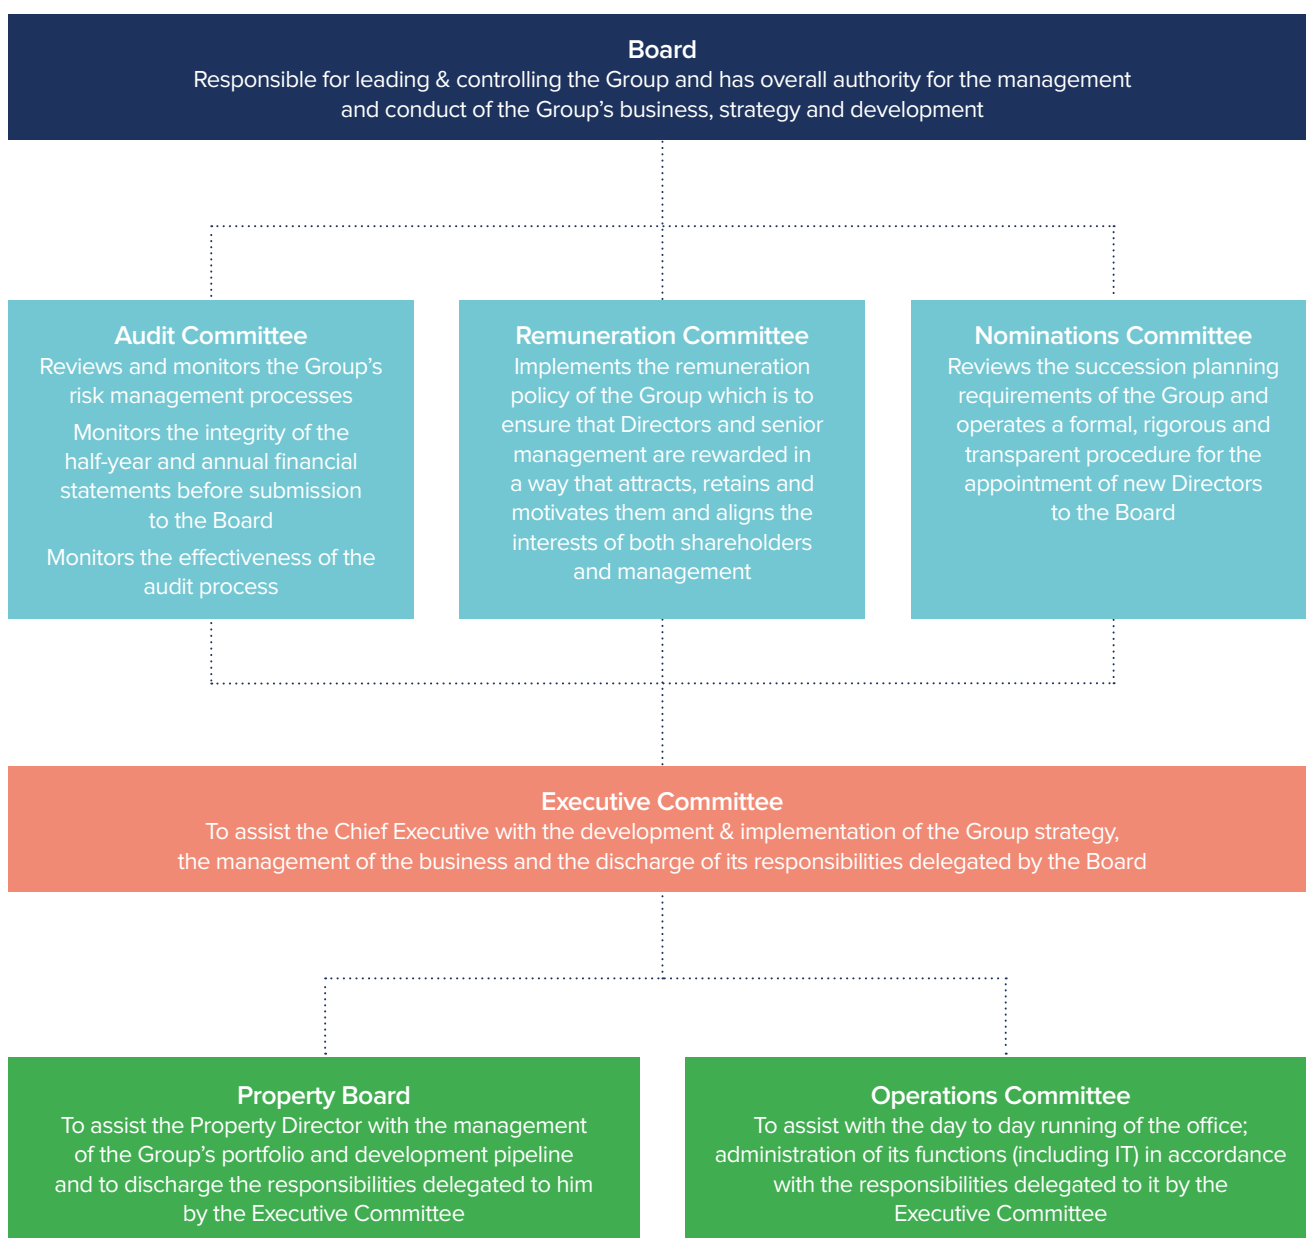 Board
Responsible for leading & controlling the Group and has overall authority for the management
and conduct of the Group’s business, strategy and development
Audit Committee
Reviews and monitors the Group’s
risk management processes
Monitors the integrity of the
half-year and annual financial
statements before submission
to the Board
Monitors the effectiveness of the
audit process
Remuneration Committee
Implements the remuneration
policy of the Group which is to
ensure that Directors and senior
management are rewarded in
a way that attracts, retains and
motivates them and aligns the
interests of both shareholders
and management
Nominations Committee
Reviews the succession planning
requirements of the Group and
operates a formal, rigorous and
transparent procedure for the
appointment of new Directors
to the Board
Executive Committee
To assist the Chief Executive with the development & implementation of the Group strategy,
the management of the business and the discharge of its responsibilities delegated by the Board
Property Board
To assist the Property Director with the management
of the Group’s portfolio and development pipeline
and to discharge the responsibilities delegated to him
by the Executive Committee
Operations Committee
To assist with the day to day running of the office;
administration of its functions (including IT) in accordance
with the responsibilities delegated to it by the
Executive Committee